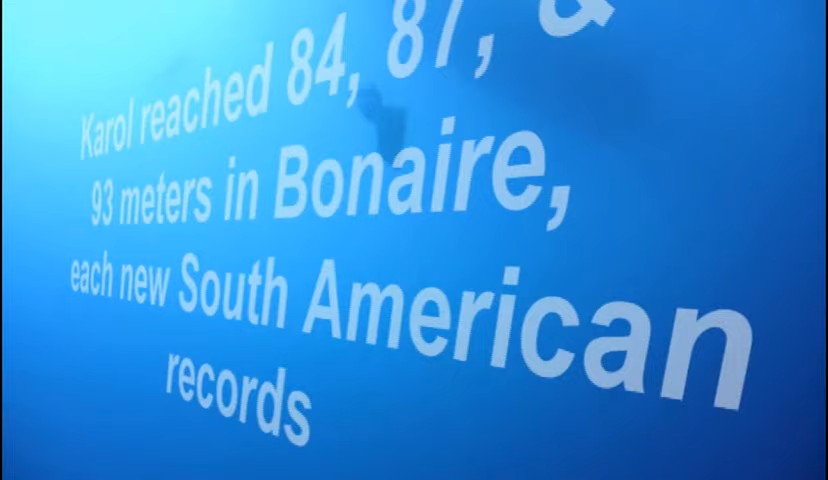 Karol reached 84, 87, &
93 meters in Bonaire,
each new South American
records